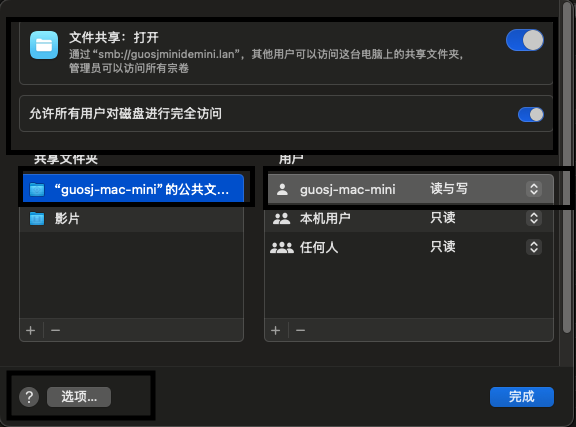 文件共享：打开
通过“smb://guosjminidemini.lan”，其他用户可以访问这台电脑上的共享文件夹，
管理员可以访问所有宗卷
允许所有用户对磁盘进行完全访问
共享文件夹
用户
“guosj-mac-mini”的公共文...
guosj-mac-mini 读与写
影片
本机用户 只读
任何人 只读
+ −
+ −
? 选项...
完成